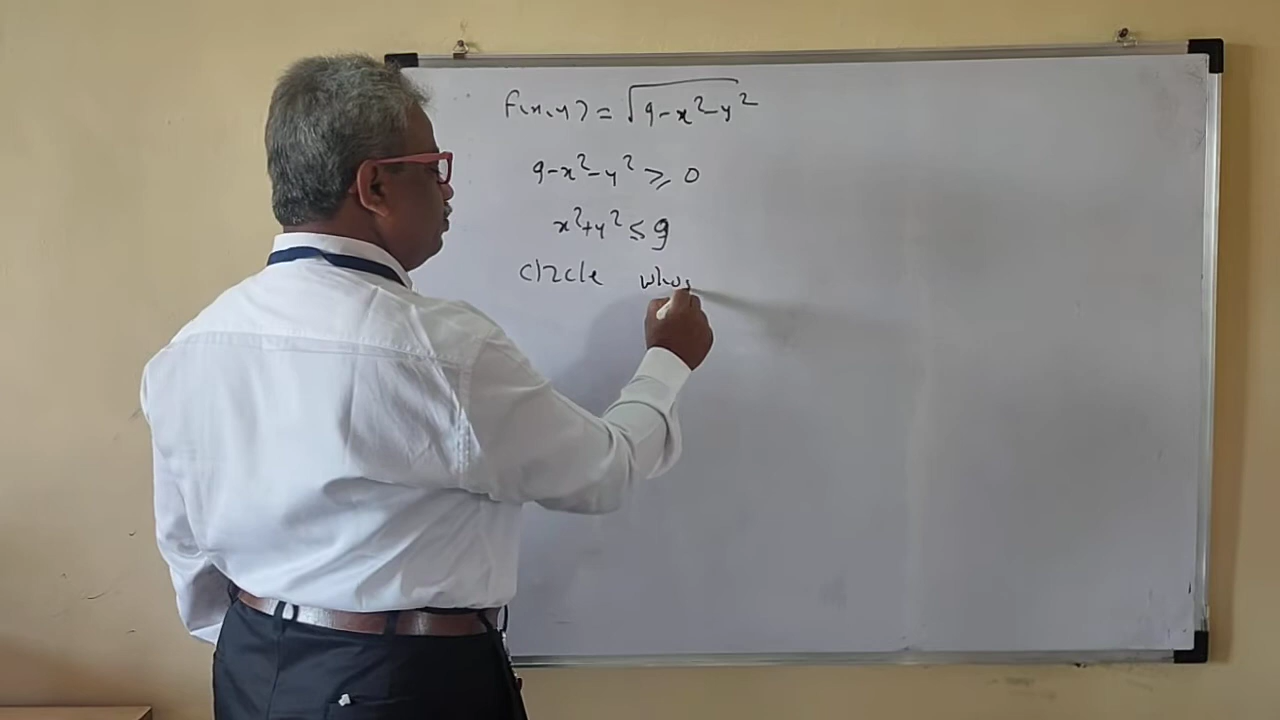 f(x,y) = √9-x²-y²
9-x²-y² ≥ 0
x²+y² ≤ 9
circle whos